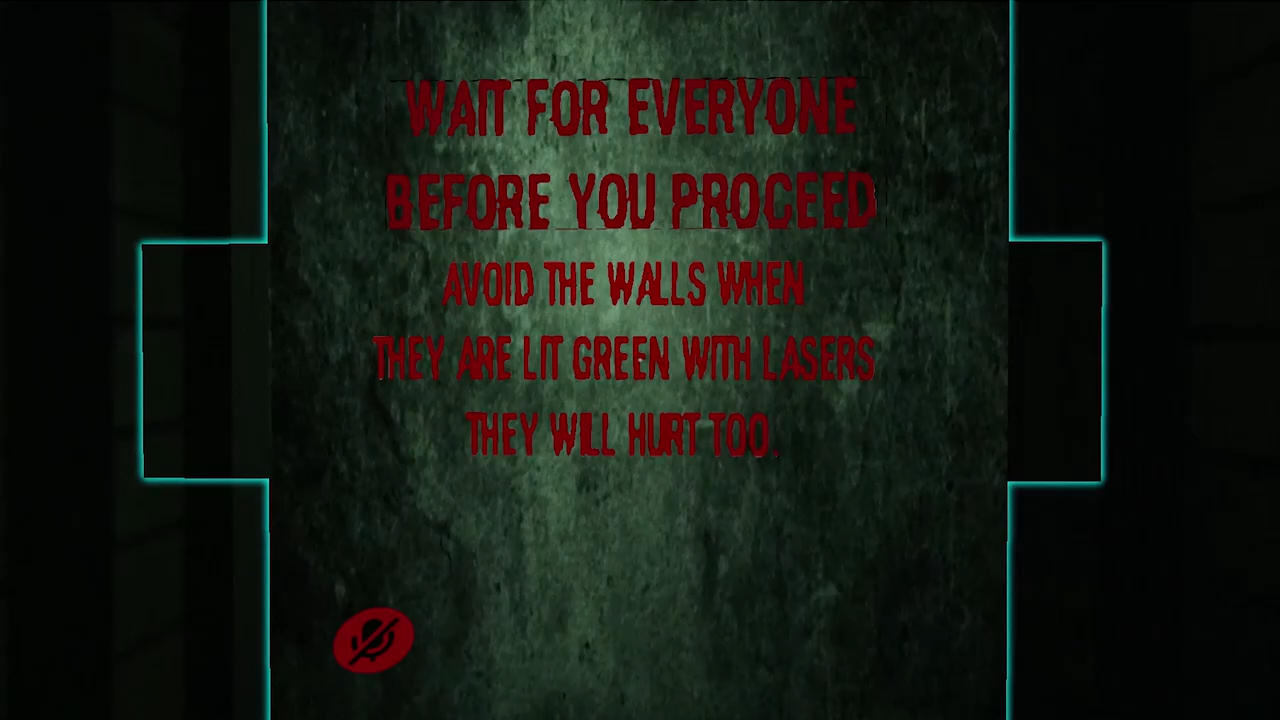 WAIT FOR EVERYONE
BEFORE YOU PROCEED
AVOID THE WALLS WHEN
THEY ARE LIT GREEN WITH LASERS
THEY WILL HURT TOO.